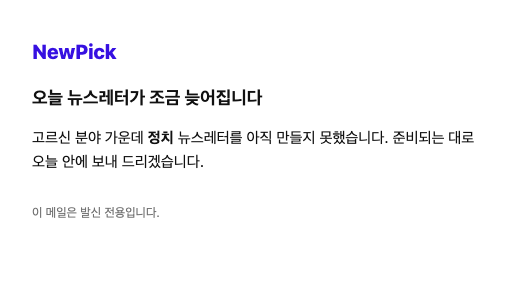 NewPick
오늘 뉴스레터가 조금 늦어집니다
고르신 분야 가운데 정치 뉴스레터를 아직 만들지 못했습니다. 준비되는 대로
오늘 안에 보내 드리겠습니다.
이 메일은 발신 전용입니다.